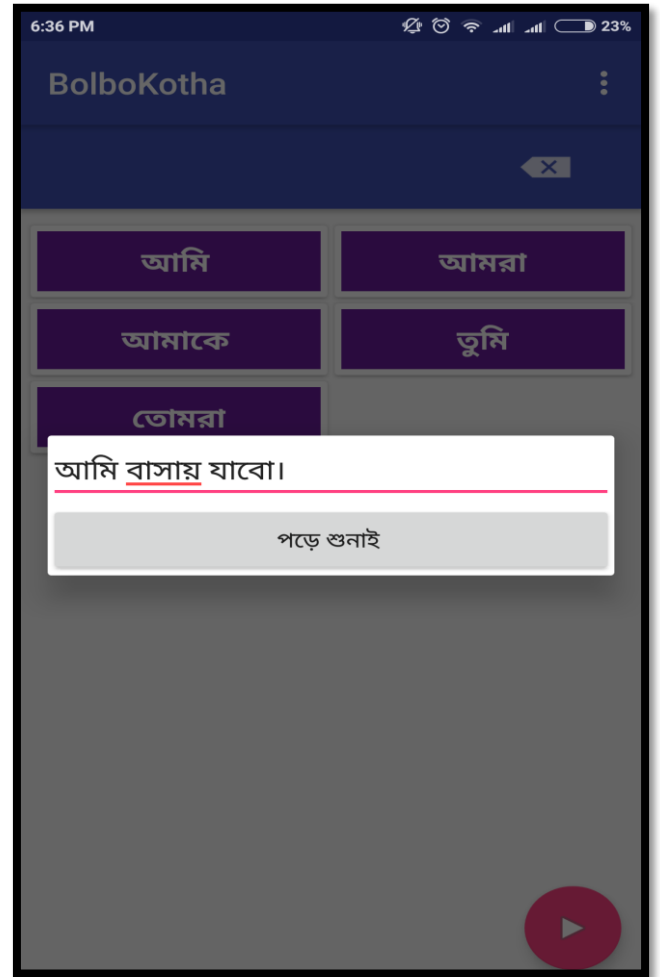 6:36 PM 23%
BolboKotha
আমি আমরা
আমাকে তুমি
তোমরা
আমি বাসায় যাবো।
পড়ে শুনাই